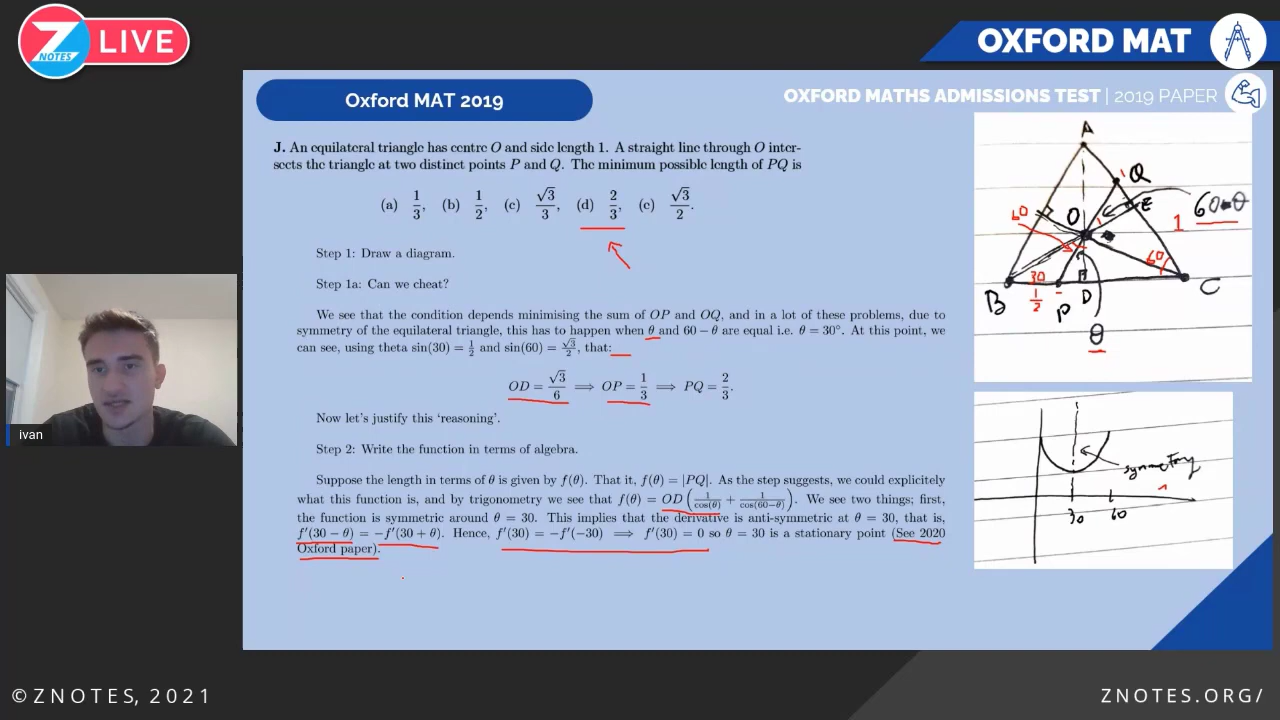 Z
NOTES
LIVE
OXFORD MAT
Oxford MAT 2019
OXFORD MATHS ADMISSIONS TEST | 2019 PAPER
J. An equilateral triangle has centre O and side length 1. A straight line through O inter-
sects the triangle at two distinct points P and Q. The minimum possible length of PQ is
(a) 1/3, (b) 1/2, (c) √3/3, (d) 2/3, (e) √3/2.
Step 1: Draw a diagram.
Step 1a: Can we cheat?
We see that the condition depends minimising the sum of OP and OQ, and in a lot of these problems, due to
symmetry of the equilateral triangle, this has to happen when θ and 60 − θ are equal i.e. θ = 30°. At this point, we
can see, using theta sin(30) = 1/2 and sin(60) = √3/2, that:
OD = √3/6 ⟹ OP = 1/3 ⟹ PQ = 2/3.
Now let's justify this 'reasoning'.
Step 2: Write the function in terms of algebra.
Suppose the length in terms of θ is given by f(θ). That it, f(θ) = |PQ|. As the step suggests, we could explicitely
what this function is, and by trigonometry we see that f(θ) = OD(1/cos(θ) + 1/cos(60−θ)). We see two things; first,
the function is symmetric around θ = 30. This implies that the derivative is anti-symmetric at θ = 30, that is,
f'(30 − θ) = −f'(30 + θ). Hence, f'(30) = −f'(−30) ⟹ f'(30) = 0 so θ = 30 is a stationary point (See 2020
Oxford paper).
A
Q
E
60-θ
60
O
1
60
30
B
1/2
P
D
C
θ
symmetry
30
60
ivan
© ZNOTES, 2021
ZNOTES.ORG/